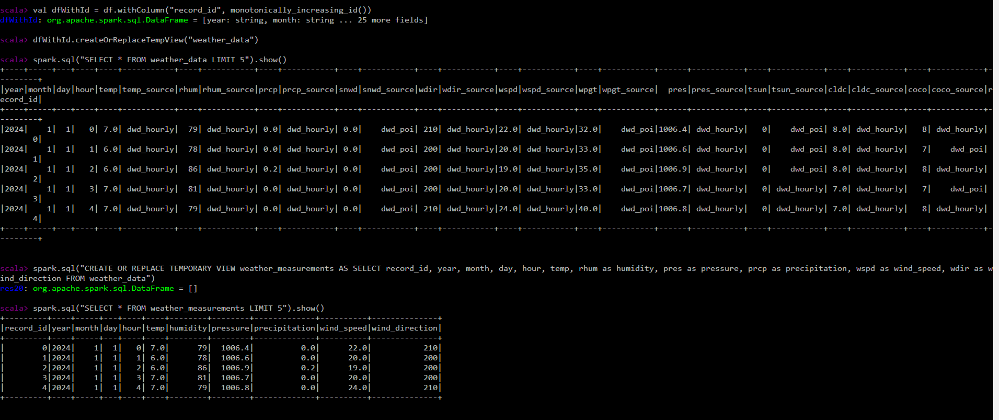 scala> val dfWithId = df.withColumn("record_id", monotonically_increasing_id())
dfWithId: org.apache.spark.sql.DataFrame = [year: string, month: string ... 25 more fields]
scala> dfWithId.createOrReplaceTempView("weather_data")
scala> spark.sql("SELECT * FROM weather_data LIMIT 5").show()
+----+-----+---+----+----+-----------+----+-----------+----+-----------+----+-----------+----+-----------+----+-----------+----+-----------+------+-----------+----+-----------+----+-----------+----+-----------+-
--------+
|year|month|day|hour|temp|temp_source|rhum|rhum_source|prcp|prcp_source|snwd|snwd_source|wdir|wdir_source|wspd|wspd_source|wpgt|wpgt_source|  pres|pres_source|tsun|tsun_source|cldc|cldc_source|coco|coco_source|r
ecord_id|
+----+-----+---+----+----+-----------+----+-----------+----+-----------+----+-----------+----+-----------+----+-----------+----+-----------+------+-----------+----+-----------+----+-----------+----+-----------+-
--------+
|2024|    1|  1|   0| 7.0| dwd_hourly|  79| dwd_hourly| 0.0| dwd_hourly| 0.0|    dwd_poi| 210| dwd_hourly|22.0| dwd_hourly|32.0|    dwd_poi|1006.4| dwd_hourly|   0|    dwd_poi| 8.0| dwd_hourly|   8| dwd_hourly|
       0|
|2024|    1|  1|   1| 6.0| dwd_hourly|  78| dwd_hourly| 0.0| dwd_hourly| 0.0|    dwd_poi| 200| dwd_hourly|20.0| dwd_hourly|33.0|    dwd_poi|1006.6| dwd_hourly|   0|    dwd_poi| 8.0| dwd_hourly|   7|    dwd_poi|
       1|
|2024|    1|  1|   2| 6.0| dwd_hourly|  86| dwd_hourly| 0.2| dwd_hourly| 0.0|    dwd_poi| 200| dwd_hourly|19.0| dwd_hourly|35.0|    dwd_poi|1006.9| dwd_hourly|   0|    dwd_poi| 8.0| dwd_hourly|   8| dwd_hourly|
       2|
|2024|    1|  1|   3| 7.0| dwd_hourly|  81| dwd_hourly| 0.0| dwd_hourly| 0.0|    dwd_poi| 200| dwd_hourly|20.0| dwd_hourly|33.0|    dwd_poi|1006.7| dwd_hourly|   0| dwd_hourly| 7.0| dwd_hourly|   7|    dwd_poi|
       3|
|2024|    1|  1|   4| 7.0| dwd_hourly|  79| dwd_hourly| 0.0| dwd_hourly| 0.0|    dwd_poi| 210| dwd_hourly|24.0| dwd_hourly|40.0|    dwd_poi|1006.8| dwd_hourly|   0| dwd_hourly| 7.0| dwd_hourly|   8| dwd_hourly|
       4|
+----+-----+---+----+----+-----------+----+-----------+----+-----------+----+-----------+----+-----------+----+-----------+----+-----------+------+-----------+----+-----------+----+-----------+----+-----------+-
--------+
scala> spark.sql("CREATE OR REPLACE TEMPORARY VIEW weather_measurements AS SELECT record_id, year, month, day, hour, temp, rhum as humidity, pres as pressure, prcp as precipitation, wspd as wind_speed, wdir as w
ind_direction FROM weather_data")
res20: org.apache.spark.sql.DataFrame = []
scala> spark.sql("SELECT * FROM weather_measurements LIMIT 5").show()
+---------+----+-----+---+----+----+--------+--------+-------------+----------+--------------+
|record_id|year|month|day|hour|temp|humidity|pressure|precipitation|wind_speed|wind_direction|
+---------+----+-----+---+----+----+--------+--------+-------------+----------+--------------+
|        0|2024|    1|  1|   0| 7.0|      79|  1006.4|          0.0|      22.0|           210|
|        1|2024|    1|  1|   1| 6.0|      78|  1006.6|          0.0|      20.0|           200|
|        2|2024|    1|  1|   2| 6.0|      86|  1006.9|          0.2|      19.0|           200|
|        3|2024|    1|  1|   3| 7.0|      81|  1006.7|          0.0|      20.0|           200|
|        4|2024|    1|  1|   4| 7.0|      79|  1006.8|          0.0|      24.0|           210|
+---------+----+-----+---+----+----+--------+--------+-------------+----------+--------------+